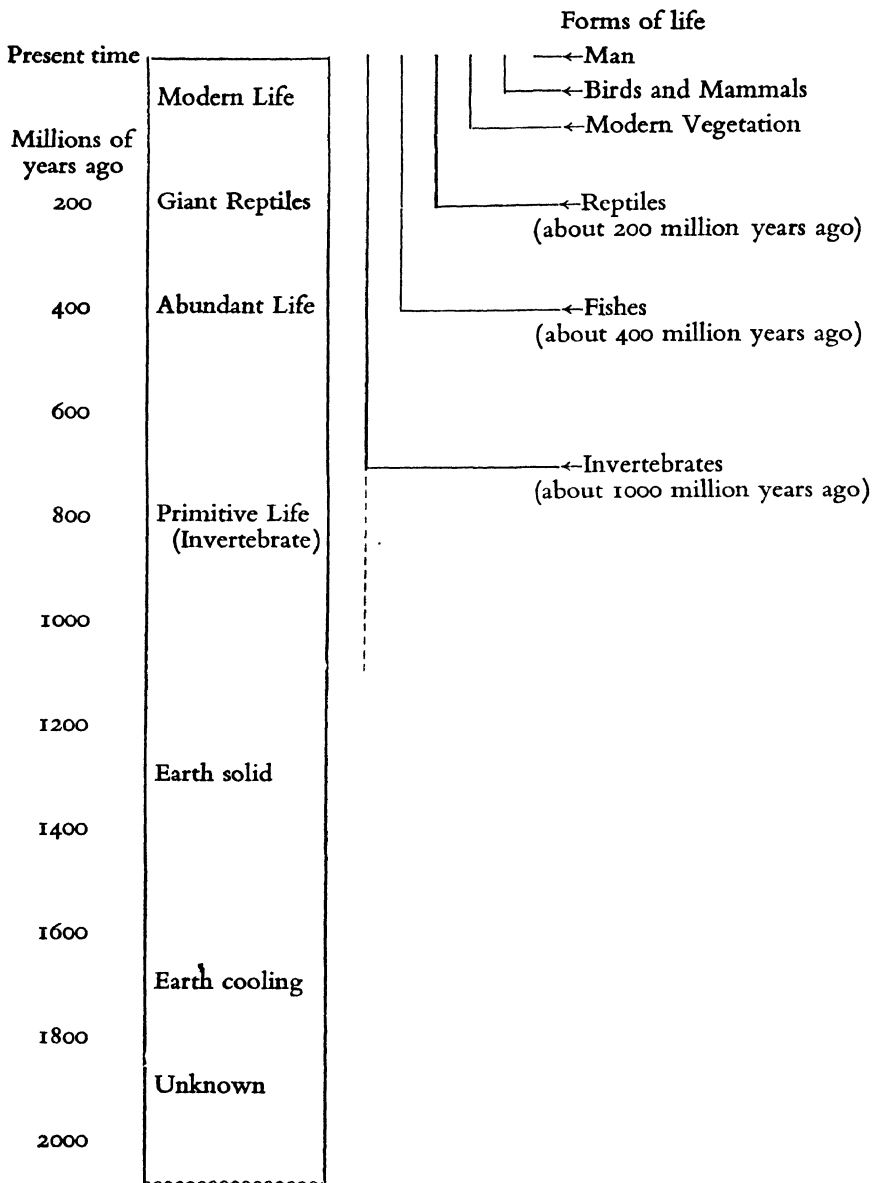 Forms of life
Present time
Man
Modern Life
Birds and Mammals
Modern Vegetation
Millions of
years ago
200
Giant Reptiles
Reptiles
(about 200 million years ago)
400
Abundant Life
Fishes
(about 400 million years ago)
600
Invertebrates
(about 1000 million years ago)
800
Primitive Life
(Invertebrate)
1000
1200
Earth solid
1400
1600
Earth cooling
1800
Unknown
2000